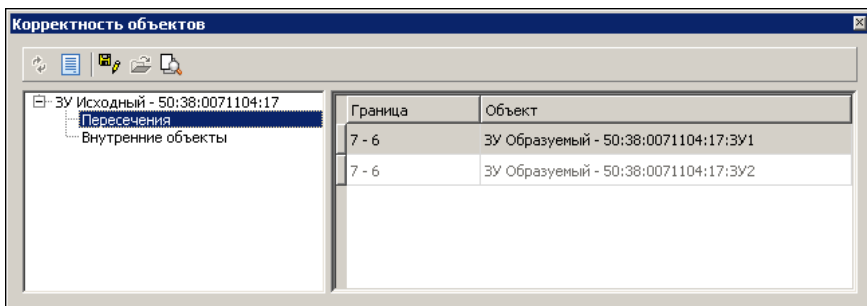 Корректность объектов
ЗУ Исходный - 50:38:0071104:17
Пересечения
Внутренние объекты
Граница Объект
7 - 6 ЗУ Образуемый - 50:38:0071104:17:ЗУ1
7 - 6 ЗУ Образуемый - 50:38:0071104:17:ЗУ2